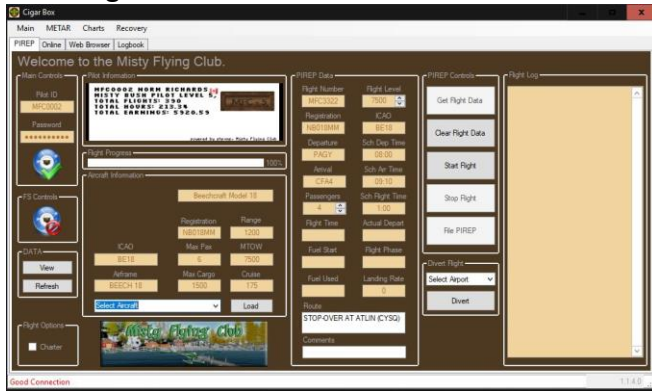 Cigar Box
Main METAR Charts Recovery
PIREP Online Web Browser Logbook
Welcome to the Misty Flying Club.
Main Controls
Pilot ID
MFC0002
Password
**********
FS Controls
DATA
View
Refresh
Flight Options
Charter
Pilot Information
MFC0002 NORM RICHARDS
MISTY BUSH PILOT LEVEL 5,
TOTAL FLIGHTS: 390
TOTAL HOURS: 213.34
TOTAL EARNINGS: 5920.59
powered by phpvms - Misty Flying Club
Flight Progress
100%
Aircraft Information
Beechcraft Model 18
Registration Range
NB018MM 1200
ICAO Max Pax MTOW
BE18 6 7500
Airframe Max Cargo Cruise
BEECH 18 1500 175
Select Aircraft Load
Misty Flying Club
PIREP Data
Flight Number Flight Level
MFC3322 7500
Registration ICAO
NB018MM BE18
Departure Sch Dep Time
PAGY 08:00
Arrival Sch Arr Time
CFA4 09:10
Passengers Sch Flight Time
4 1:00
Flight Time Actual Depart
Fuel Start Flight Phase
Fuel Used Landing Rate
0
Route
STOP-OVER AT ATLIN (CYSQ)
Comments
PIREP Controls
Get Flight Data
Clear Flight Data
Start Flight
Stop Flight
File PIREP
Divert Flight
Select Airport
Divert
Flight Log
Good Connection
1.1.4.0